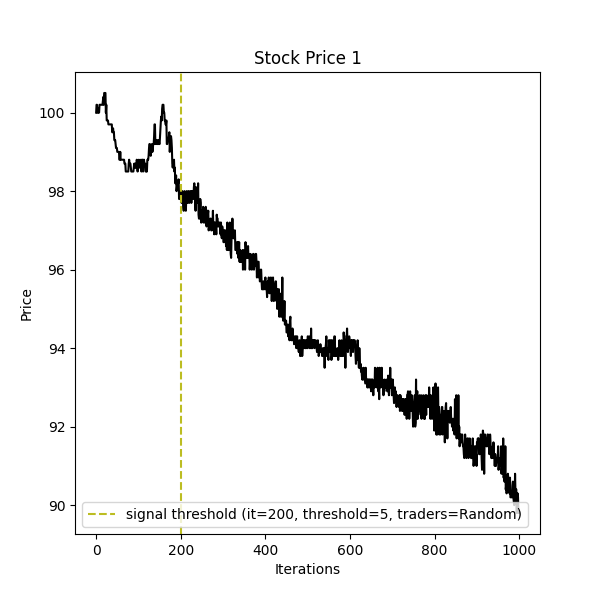 Stock Price 1
Price
100
98
96
94
92
90
signal threshold (it=200, threshold=5, traders=Random)
0 200 400 600 800 1000
Iterations